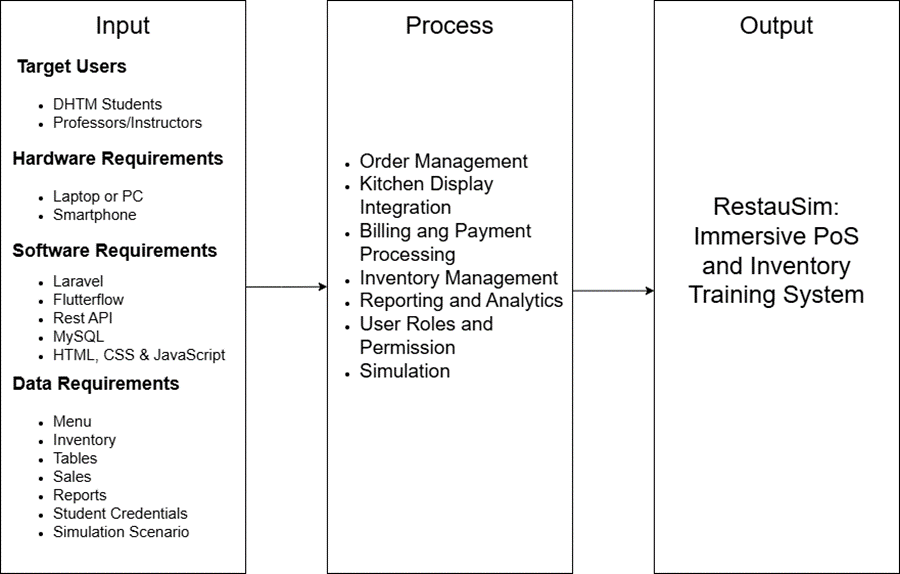 Input
Target Users
DHTM Students
Professors/Instructors
Hardware Requirements
Laptop or PC
Smartphone
Software Requirements
Laravel
Flutterflow
Rest API
MySQL
HTML, CSS & JavaScript
Data Requirements
Menu
Inventory
Tables
Sales
Reports
Student Credentials
Simulation Scenario
Process
Order Management
Kitchen Display
Integration
Billing ang Payment
Processing
Inventory Management
Reporting and Analytics
User Roles and
Permission
Simulation
Output
RestauSim:
Immersive PoS
and Inventory
Training System